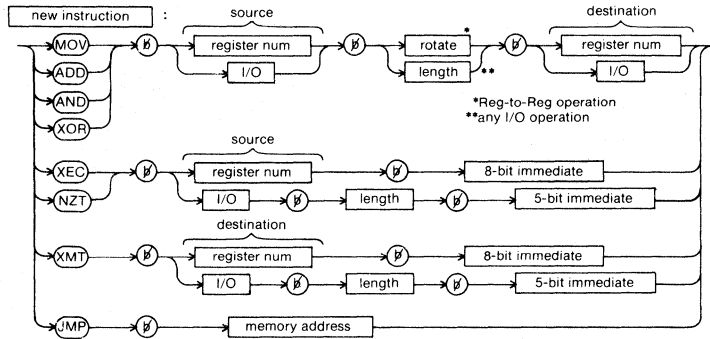 new instruction :
source
destination
MOV ƀ register num ƀ rotate * ƀ register num
ADD I/O length ** I/O
AND
XOR
*Reg-to-Reg operation
**any I/O operation
source
XEC ƀ register num ƀ 8-bit immediate
NZT I/O ƀ length ƀ 5-bit immediate
destination
XMT ƀ register num ƀ 8-bit immediate
I/O ƀ length ƀ 5-bit immediate
JMP ƀ memory address